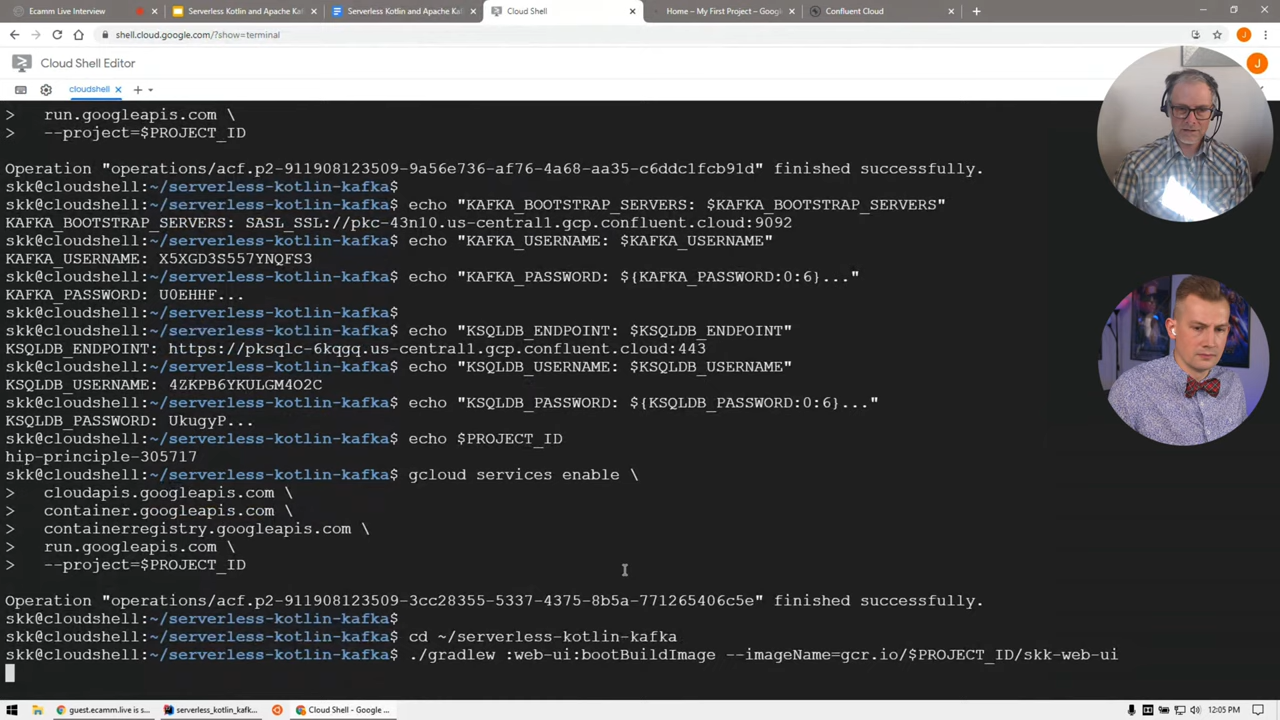 Ecamm Live Interview
Serverless Kotlin and Apache Kaf
Serverless Kotlin and Apache Kaf
Cloud Shell
Home – My First Project – Google
Confluent Cloud
shell.cloud.google.com/?show=terminal
J
Cloud Shell Editor
J
cloudshell
>   run.googleapis.com \
>   --project=$PROJECT_ID
Operation "operations/acf.p2-911908123509-9a56e736-af76-4a68-aa35-c6ddc1fcb91d" finished successfully.
skk@cloudshell:~/serverless-kotlin-kafka$
skk@cloudshell:~/serverless-kotlin-kafka$ echo "KAFKA_BOOTSTRAP_SERVERS: $KAFKA_BOOTSTRAP_SERVERS"
KAFKA_BOOTSTRAP_SERVERS: SASL_SSL://pkc-43n10.us-central1.gcp.confluent.cloud:9092
skk@cloudshell:~/serverless-kotlin-kafka$ echo "KAFKA_USERNAME: $KAFKA_USERNAME"
KAFKA_USERNAME: X5XGD3S557YNQFS3
skk@cloudshell:~/serverless-kotlin-kafka$ echo "KAFKA_PASSWORD: ${KAFKA_PASSWORD:0:6}..."
KAFKA_PASSWORD: U0EHHF...
skk@cloudshell:~/serverless-kotlin-kafka$
skk@cloudshell:~/serverless-kotlin-kafka$ echo "KSQLDB_ENDPOINT: $KSQLDB_ENDPOINT"
KSQLDB_ENDPOINT: https://pksqlc-6kqgq.us-central1.gcp.confluent.cloud:443
skk@cloudshell:~/serverless-kotlin-kafka$ echo "KSQLDB_USERNAME: $KSQLDB_USERNAME"
KSQLDB_USERNAME: 4ZKPB6YKULGM4O2C
skk@cloudshell:~/serverless-kotlin-kafka$ echo "KSQLDB_PASSWORD: ${KSQLDB_PASSWORD:0:6}..."
KSQLDB_PASSWORD: UkugyP...
skk@cloudshell:~/serverless-kotlin-kafka$ echo $PROJECT_ID
hip-principle-305717
skk@cloudshell:~/serverless-kotlin-kafka$ gcloud services enable \
>   cloudapis.googleapis.com \
>   container.googleapis.com \
>   containerregistry.googleapis.com \
>   run.googleapis.com \
>   --project=$PROJECT_ID
Operation "operations/acf.p2-911908123509-3cc28355-5337-4375-8b5a-771265406c5e" finished successfully.
skk@cloudshell:~/serverless-kotlin-kafka$
skk@cloudshell:~/serverless-kotlin-kafka$ cd ~/serverless-kotlin-kafka
skk@cloudshell:~/serverless-kotlin-kafka$ ./gradlew :web-ui:bootBuildImage --imageName=gcr.io/$PROJECT_ID/skk-web-ui
guest.ecamm.live is s...
serverless_kotlin_kafk...
Cloud Shell - Google ...
12:05 PM